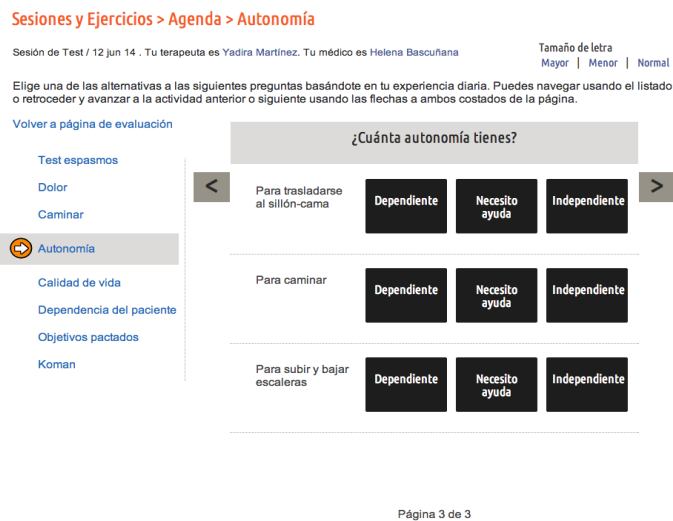 Sesiones y Ejercicios > Agenda > Autonomía
Sesión de Test / 12 jun 14 . Tu terapeuta es Yadira Martínez. Tu médico es Helena Bascuñana
Tamaño de letra
Mayor | Menor | Normal
Elige una de las alternativas a las siguientes preguntas basándote en tu experiencia diaria. Puedes navegar usando el listado
o retroceder y avanzar a la actividad anterior o siguiente usando las flechas a ambos costados de la página.
Volver a página de evaluación
Test espasmos
Dolor
Caminar
Autonomía
Calidad de vida
Dependencia del paciente
Objetivos pactados
Koman
¿Cuánta autonomía tienes?
<
>
Para trasladarse
al sillón-cama
Dependiente
Necesito
ayuda
Independiente
Para caminar
Dependiente
Necesito
ayuda
Independiente
Para subir y bajar
escaleras
Dependiente
Necesito
ayuda
Independiente
Página 3 de 3